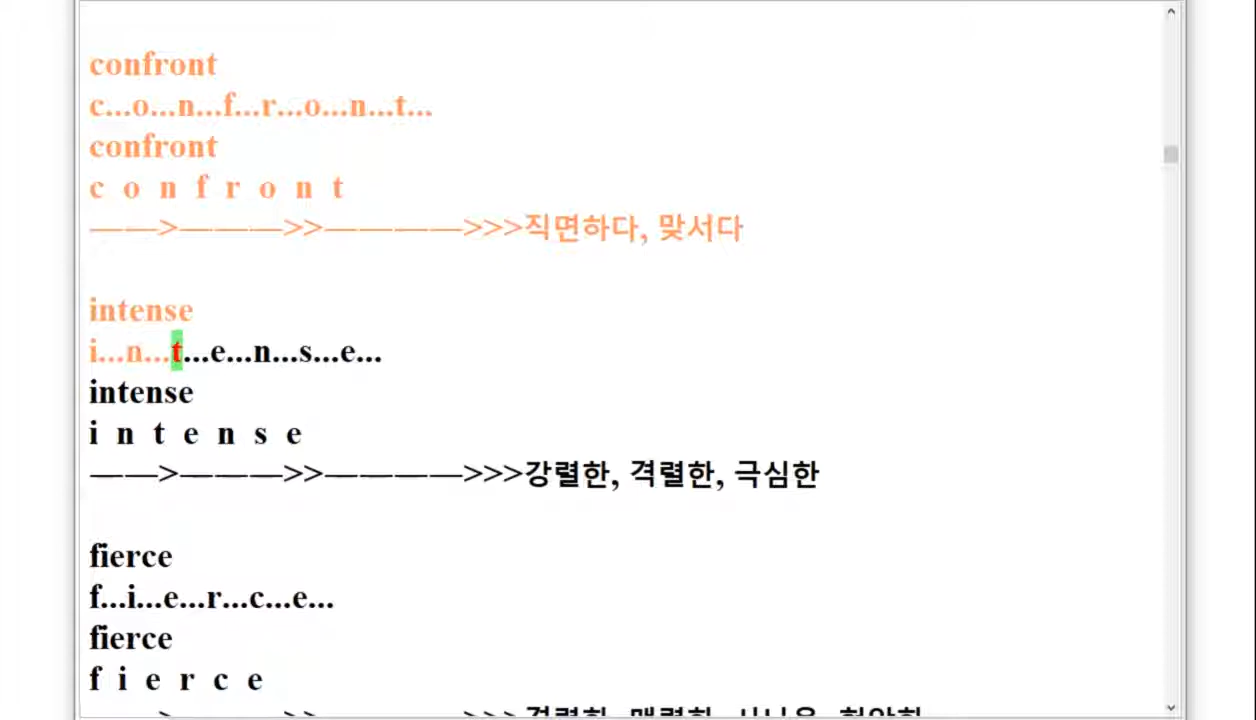 confront
c...o...n...f...r...o...n...t...
confront
c o n f r o n t
——>———>>————>>>직면하다, 맞서다
intense
i...n...t...e...n...s...e...
intense
i n t e n s e
——>———>>————>>>강렬한, 격렬한, 극심한
fierce
f...i...e...r...c...e...
fierce
f i e r c e